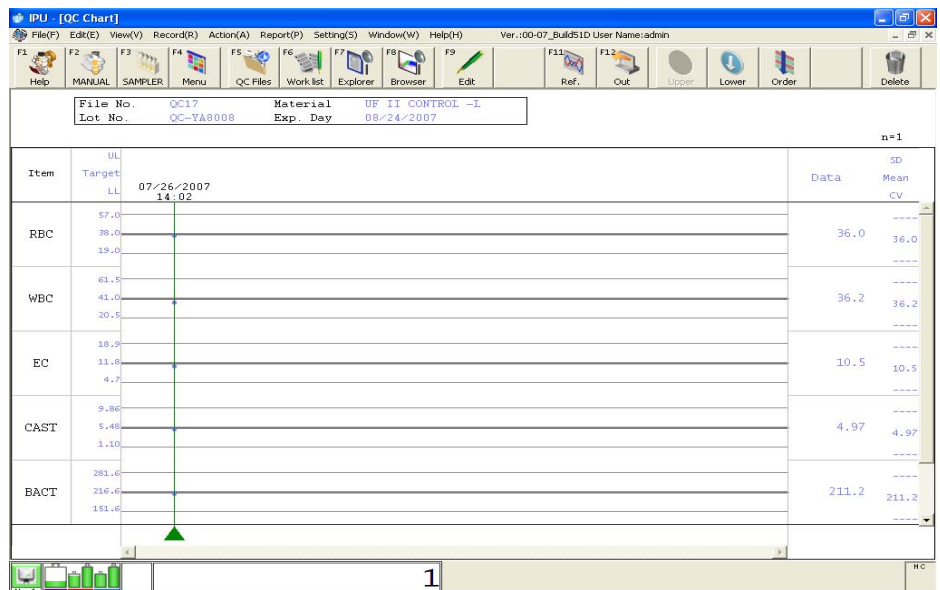 IPU - [QC Chart]
File(F) Edit(E) View(V) Record(R) Action(A) Report(P) Setting(S) Window(W) Help(H) Ver.:00-07_Build51D User Name:admin
F1 F2 F3 F4 F5 F6 F7 F8 F9 F11 F12
Help MANUAL SAMPLER Menu QC Files Work list Explorer Browser Edit Ref. Out Upper Lower Order Delete
File No. QC17 Material UF II CONTROL -L
Lot No. QC-YA8008 Exp. Day 08/24/2007
n=1
UL SD
Item Target Data Mean
LL 07/26/2007 CV
14:02
57.0 ----
RBC 38.0 36.0 36.0
19.0 ----
61.5 ----
WBC 41.0 36.2 36.2
20.5 ----
18.9 ----
EC 11.8 10.5 10.5
4.7 ----
9.86 ----
CAST 5.48 4.97 4.97
1.10 ----
281.6 ----
BACT 216.6 211.2 211.2
151.6 ----
1 HC